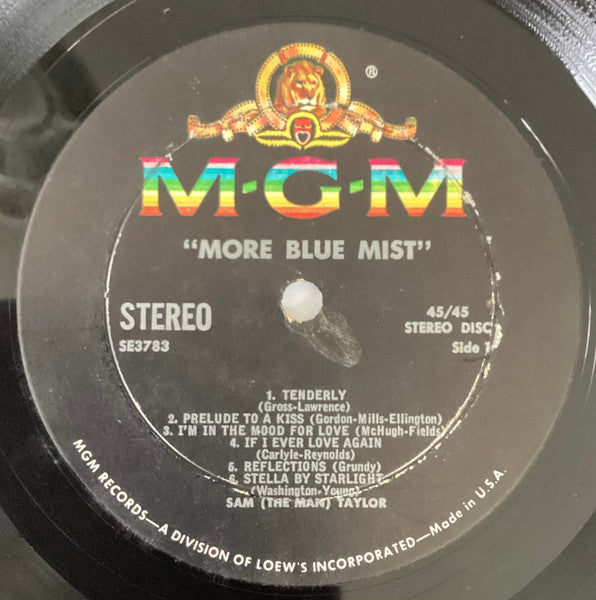 ®
M·G·M
"MORE BLUE MIST"
STEREO
SE3783
45/45
STEREO DISC
Side 1
1. TENDERLY
(Gross-Lawrence)
2. PRELUDE TO A KISS (Gordon-Mills-Ellington)
3. I'M IN THE MOOD FOR LOVE (McHugh-Fields)
4. IF I EVER LOVE AGAIN
(Carlyle-Reynolds)
5. REFLECTIONS (Grundy)
6. STELLA BY STARLIGHT
(Washington-Young)
SAM (THE MAN) TAYLOR
MGM RECORDS—A DIVISION OF LOEW'S INCORPORATED—Made in U.S.A.